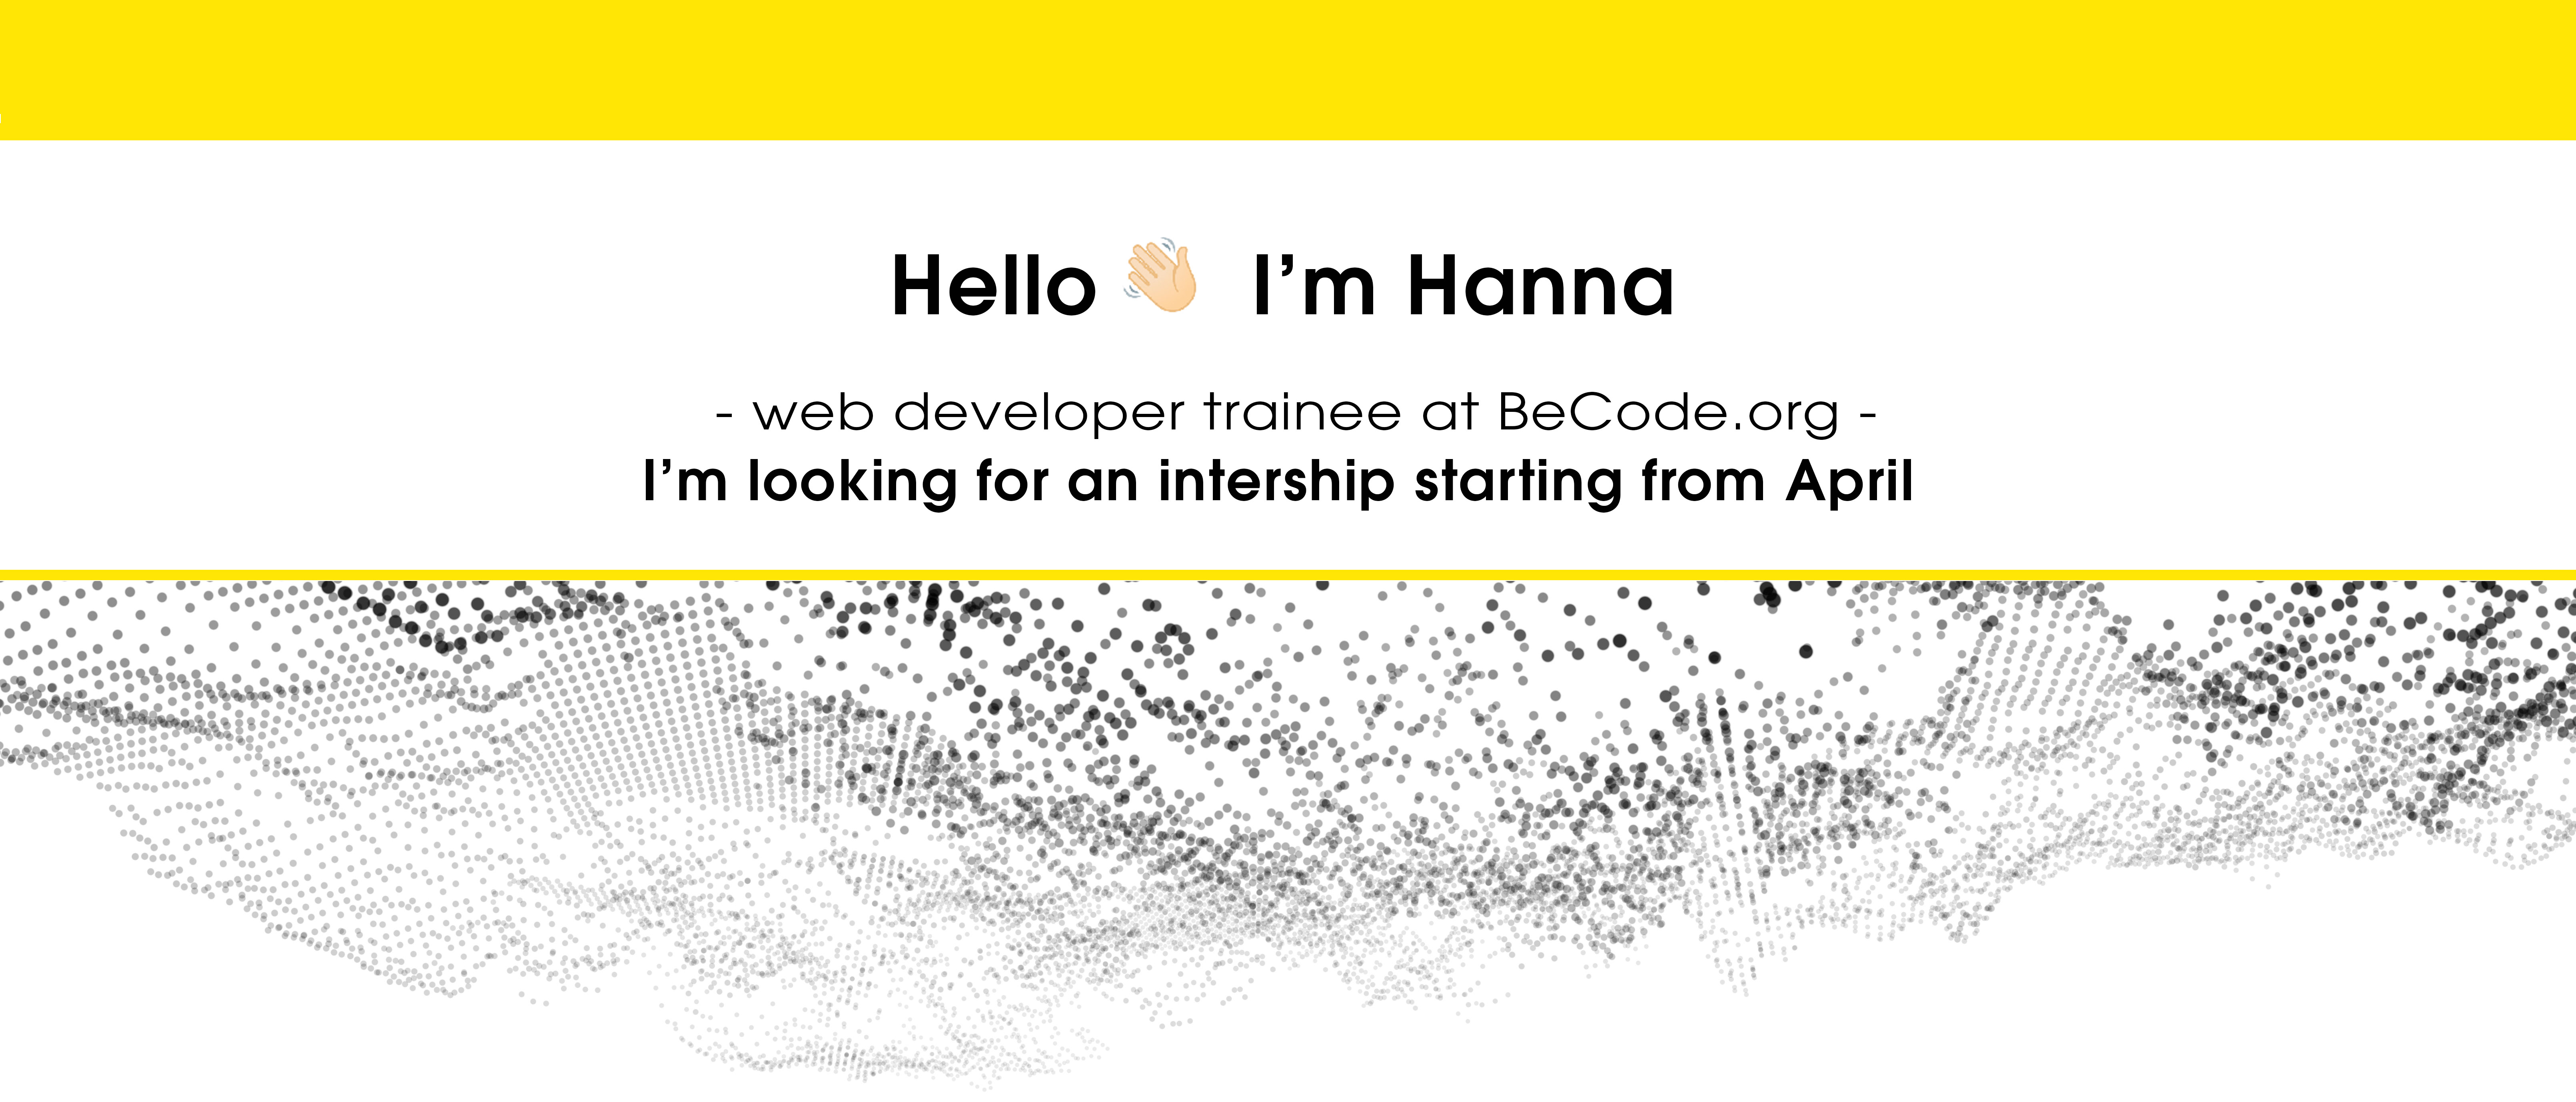 Hello 👋🏻 I’m Hanna
- web developer trainee at BeCode.org -
I’m looking for an intership starting from April